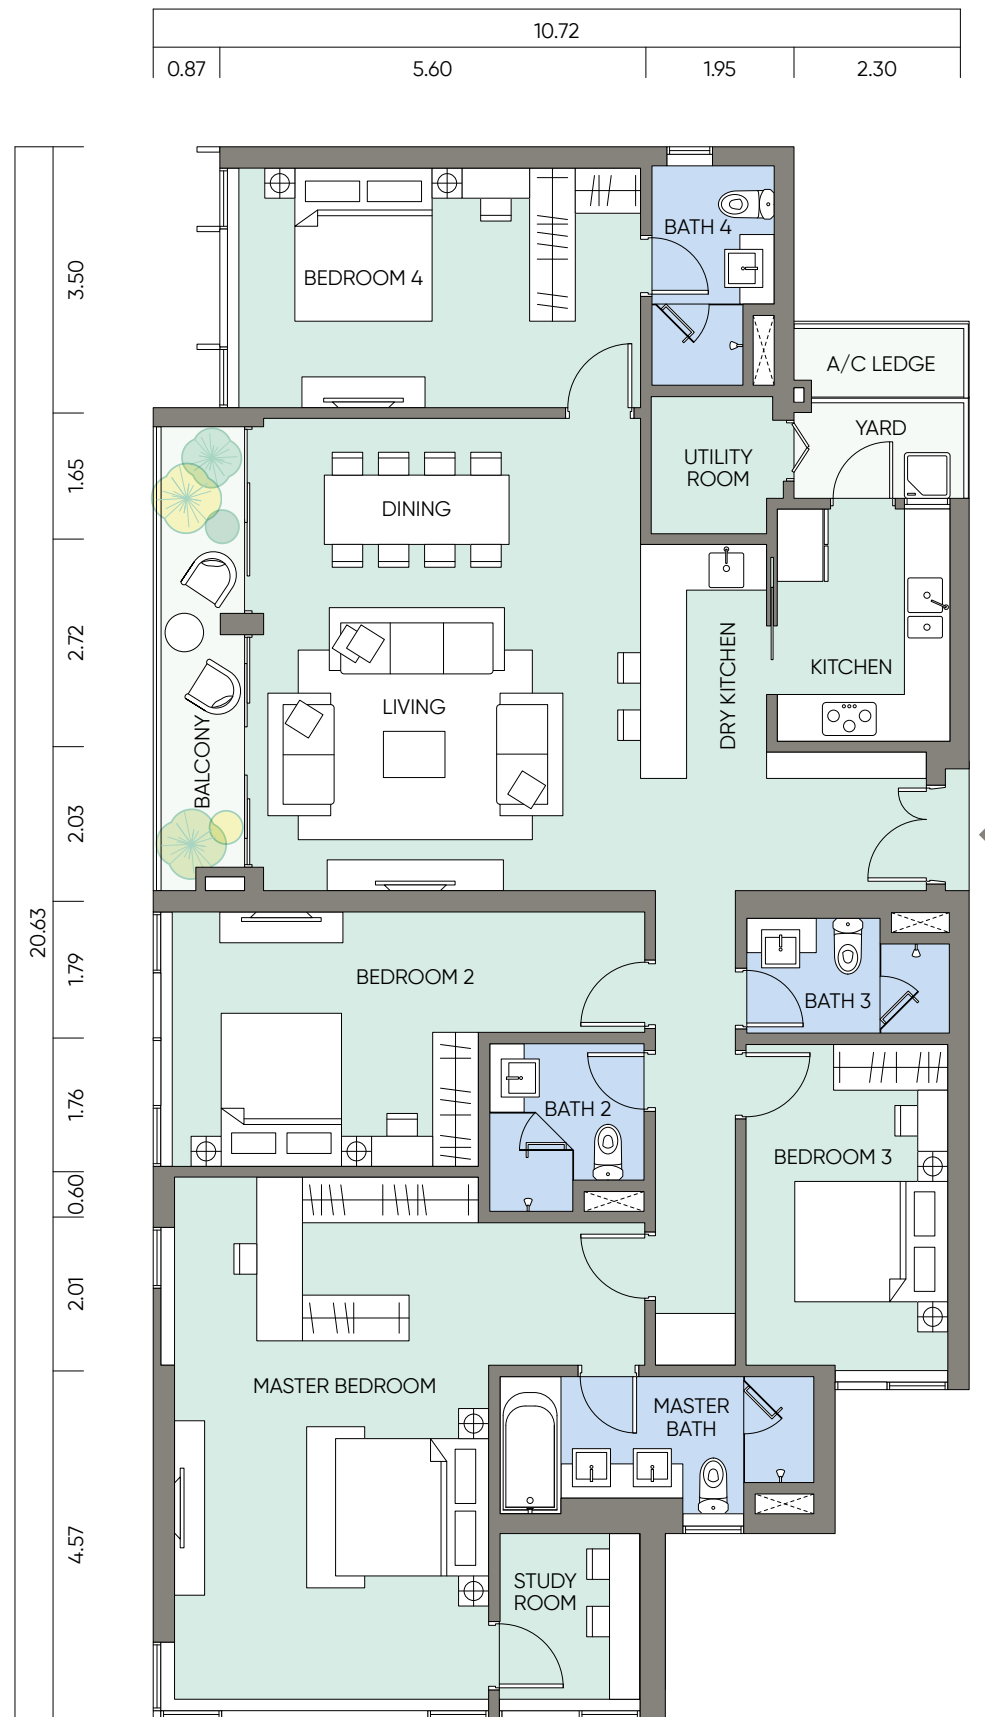 10.72
0.87
5.60
1.95
2.30
3.50
1.65
2.72
2.03
20.63
1.79
1.76
0.60
2.01
4.57
BATH 4
BEDROOM 4
A/C LEDGE
YARD
UTILITY
ROOM
DINING
DRY KITCHEN
KITCHEN
LIVING
BALCONY
BEDROOM 2
BATH 3
BATH 2
BEDROOM 3
MASTER BEDROOM
MASTER
BATH
STUDY
ROOM